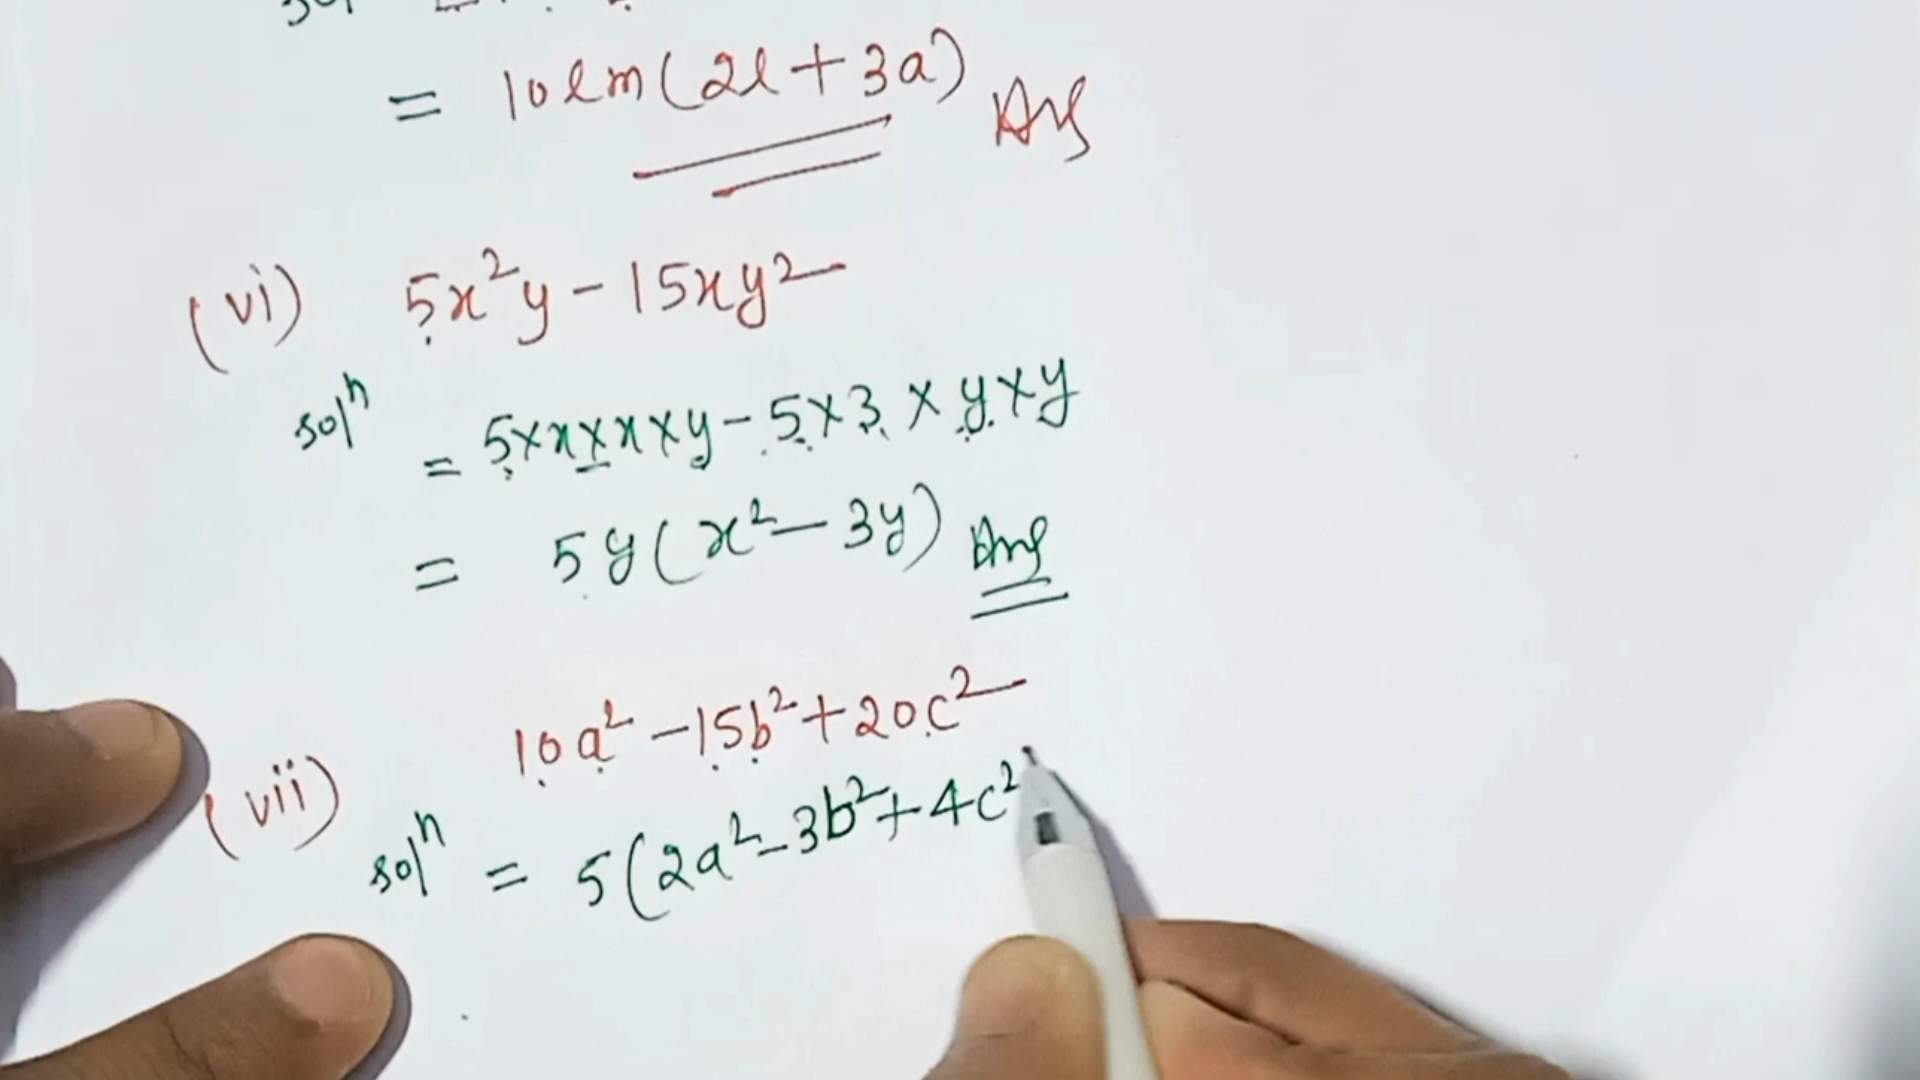 = 10lm(2l+3a) Ans
(vi) 5x²y - 15xy²
solⁿ = 5×x×x×y - 5×3×y×y
= 5y(x² - 3y) Ans
(vii) 10a² - 15b² + 20c²
solⁿ = 5(2a² - 3b² + 4c²